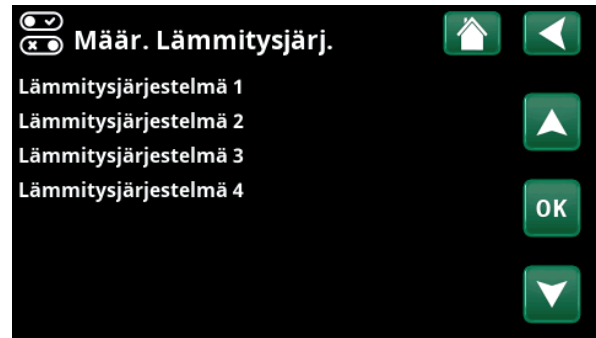 Määr. Lämmitysjärj.
Lämmitysjärjestelmä 1
Lämmitysjärjestelmä 2
Lämmitysjärjestelmä 3
Lämmitysjärjestelmä 4
OK